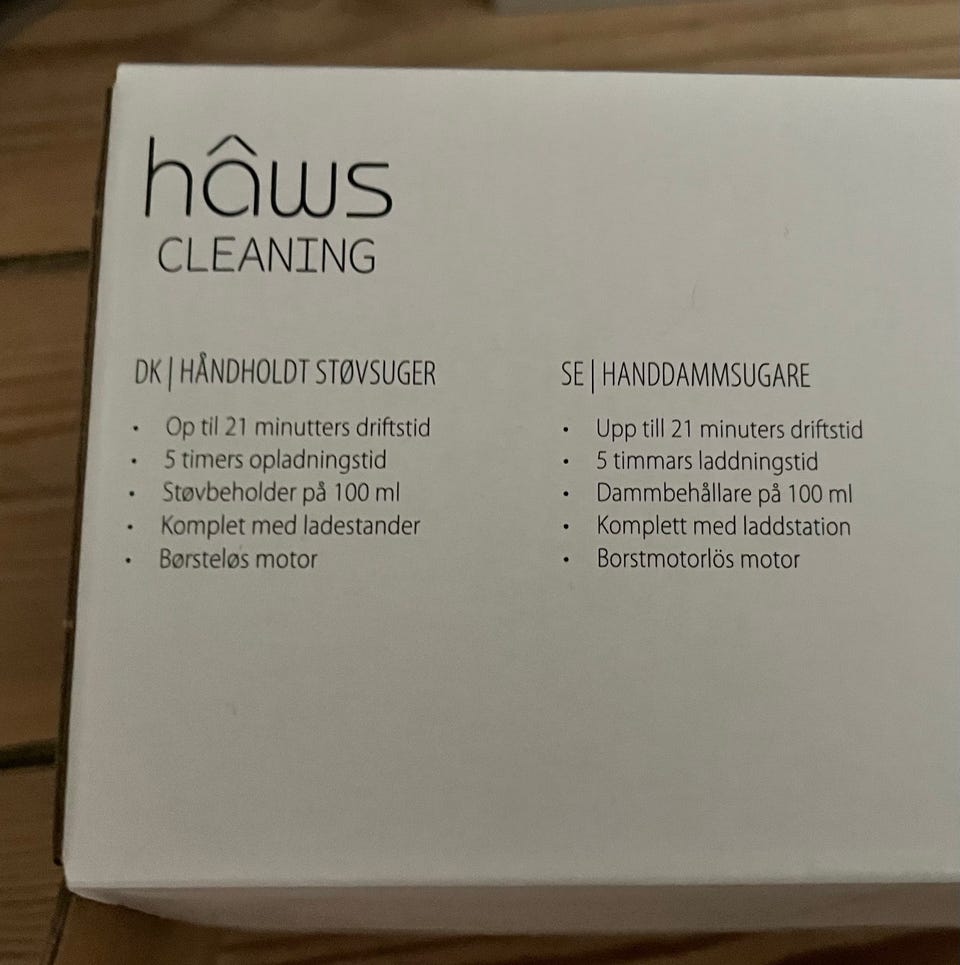 hâws
CLEANING
DK | HÅNDHOLDT STØVSUGER
• Op til 21 minutters driftstid
• 5 timers opladningstid
• Støvbeholder på 100 ml
• Komplet med ladestander
• Børsteløs motor
SE | HANDDAMMSUGARE
• Upp till 21 minuters driftstid
• 5 timmars laddningstid
• Dammbehållare på 100 ml
• Komplett med laddstation
• Borstmotorlös motor